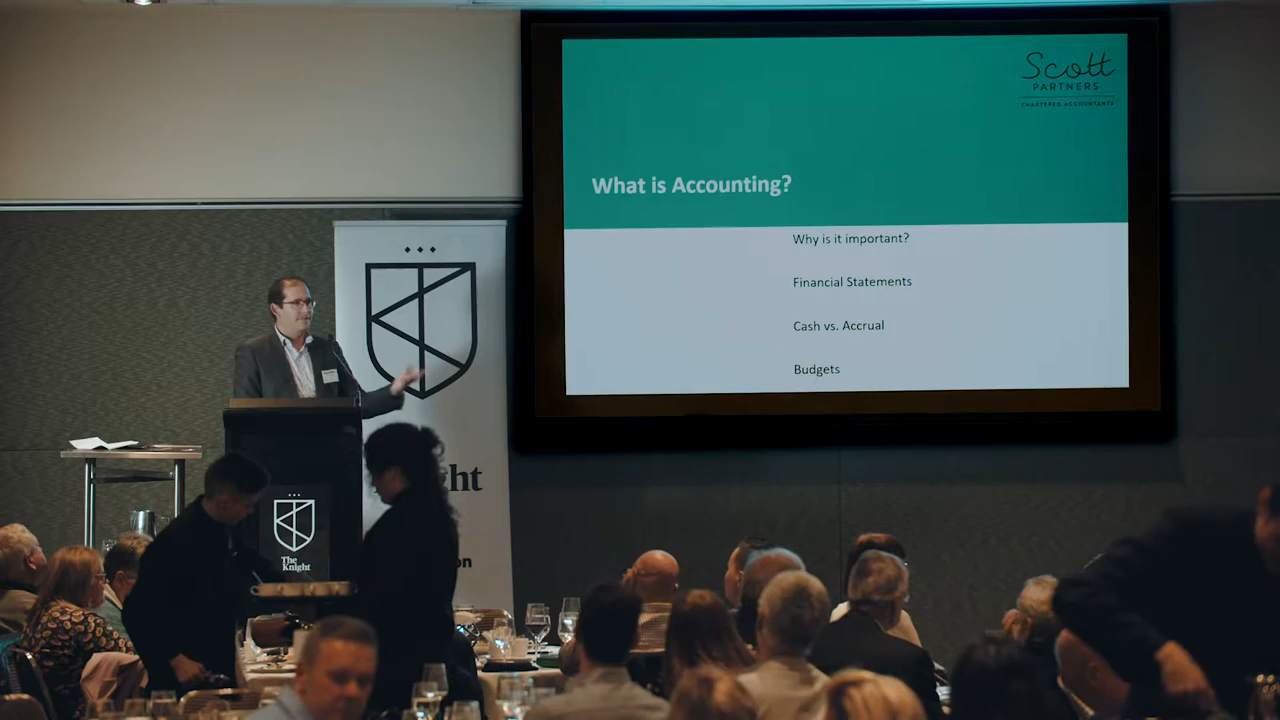 Scott
PARTNERS
CHARTERED ACCOUNTANTS
What is Accounting?
Why is it important?
Financial Statements
Cash vs. Accrual
Budgets
The
Knight